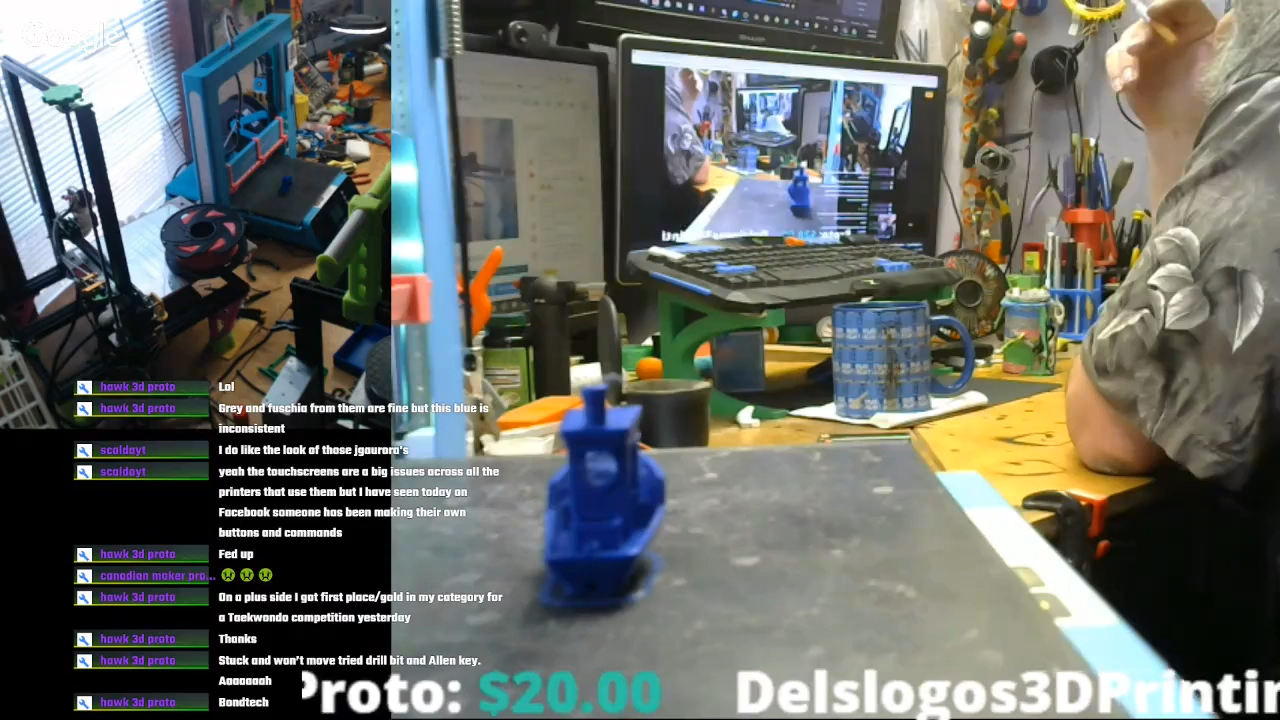 Google
hawk 3d proto Lol
hawk 3d proto Grey and fuschia from them are fine but this blue is
inconsistent
scoldayt I do like the look of those jgaurora's
scoldayt yeah the touchscreens are a big issues across all the
printers that use them but I have seen today on
Facebook someone has been making their own
buttons and commands
hawk 3d proto Fed up
canadian maker pro...
hawk 3d proto On a plus side I got first place/gold in my category for
a Taekwondo competition yesterday
hawk 3d proto Thanks
hawk 3d proto Stuck and won't move tried drill bit and Allen key.
Aaaaaaah
hawk 3d proto Bondtech
Proto: $20.00 Delslogos3DPrintin